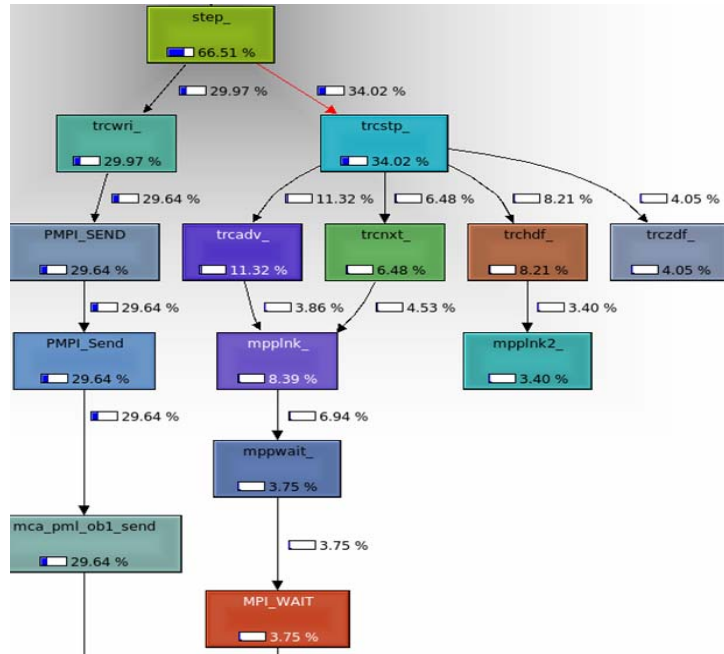 step_
66.51 %
29.97 %
34.02 %
trcwri_
29.97 %
trcstp_
34.02 %
29.64 %
11.32 %
6.48 %
8.21 %
4.05 %
PMPI_SEND
29.64 %
trcadv_
11.32 %
trcnxt_
6.48 %
trchdf_
8.21 %
trczdf_
4.05 %
29.64 %
3.86 %
4.53 %
3.40 %
PMPI_Send
29.64 %
mpplnk_
8.39 %
mpplnk2_
3.40 %
29.64 %
6.94 %
mppwait_
3.75 %
mca_pml_ob1_send
29.64 %
3.75 %
MPI_WAIT
3.75 %